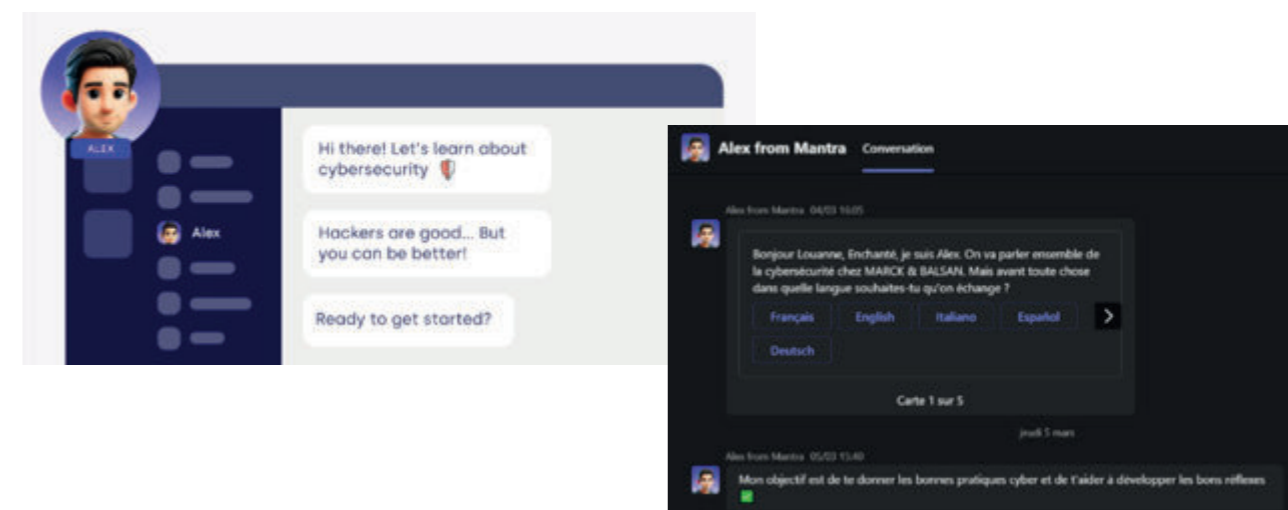 ALEX
Hi there! Let's learn about
cybersecurity
Alex
Hackers are good... But
you can be better!
Ready to get started?
Alex from Mantra Conversation
Alex from Mantra 04/03 16:05
Bonjour Louanne, Enchanté, je suis Alex. On va parler ensemble de
la cybersécurité chez MARCK & BALSAN. Mais avant toute chose
dans quelle langue souhaites-tu qu'on échange ?
Français English Italiano Español
Deutsch
Carte 1 sur 5
jeudi 5 mars
Alex from Mantra 05/03 15:40
Mon objectif est de te donner les bonnes pratiques cyber et de t'aider à développer les bons réflexes